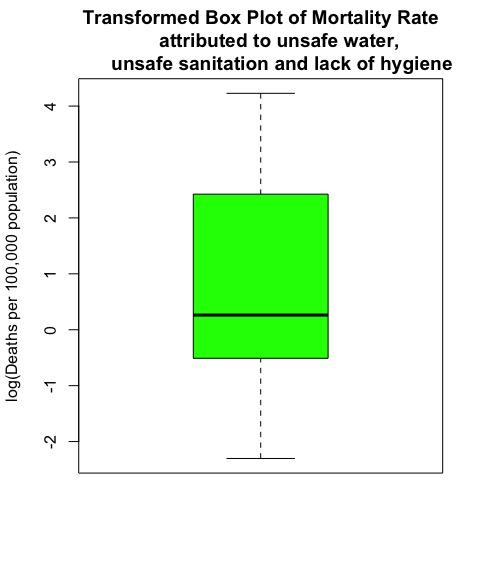 Transformed Box Plot of Mortality Rate
attributed to unsafe water,
unsafe sanitation and lack of hygiene
log(Deaths per 100,000 population)
4
3
2
1
0
-1
-2